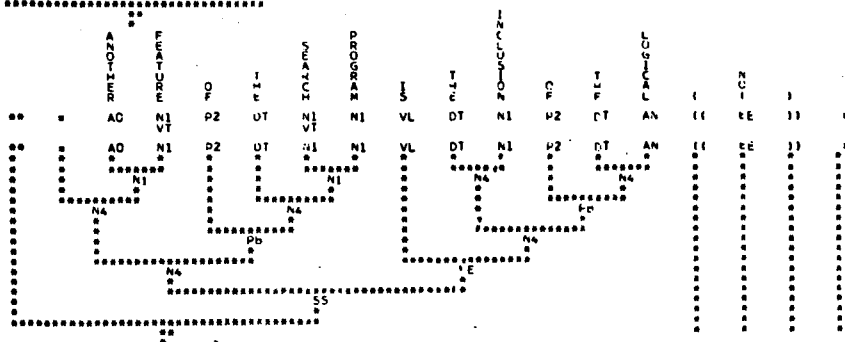 ANOTHER FEATURE OF THE SEARCH PROGRAM IS THE INCLUSION OF THE LOGICAL ( NOT )
** * AO N1 P2 DT N1 N1 VL DT N1 P2 DT AN (( EE ))
VT VT
** * AO N1 P2 DT N1 N1 VL DT N1 P2 DT AN (( EE ))
N1 N1 N4 N4
N4 N4
Pb N4
N4 E
SS
**